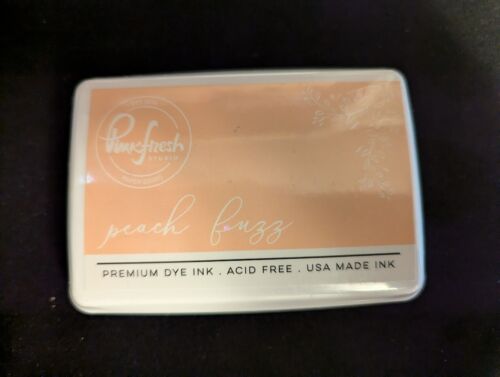 Pinkfresh
STUDIO
peach fuzz
PREMIUM DYE INK . ACID FREE . USA MADE INK